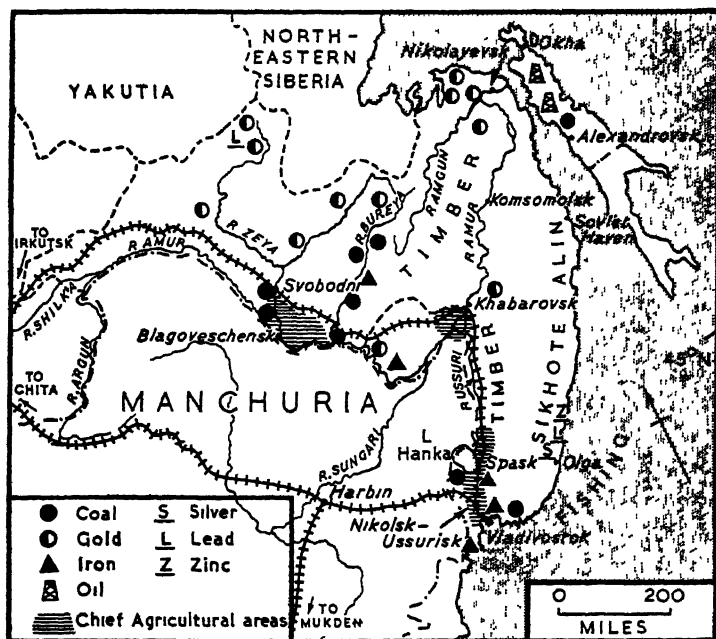 NORTH-
EASTERN
SIBERIA
YAKUTIA
Nikolayevsk
Okha
L
Alexandrovsk
R. AMGUN
TIMBER
Komsomolsk
R. AMUR
Soviet
Haven
R. BUREYA
R. ZEYA
TO
IRKUTSK
R. AMUR
R. SHILKA
Svobodni
Khabarovsk
Blagoveschensk
R. ARGUN
TO
CHITA
MANCHURIA
R. USSURI
TIMBER
SIKHOTE ALIN
45°N
FISHING
L
Hanka
R. SUNGARI
Spask
Olga
Harbin
Nikolsk-
Ussurisk
Vladivostok
TO
MUKDEN
Coal S Silver
Gold L Lead
Iron Z Zinc
Oil
Chief Agricultural areas
0 200
MILES